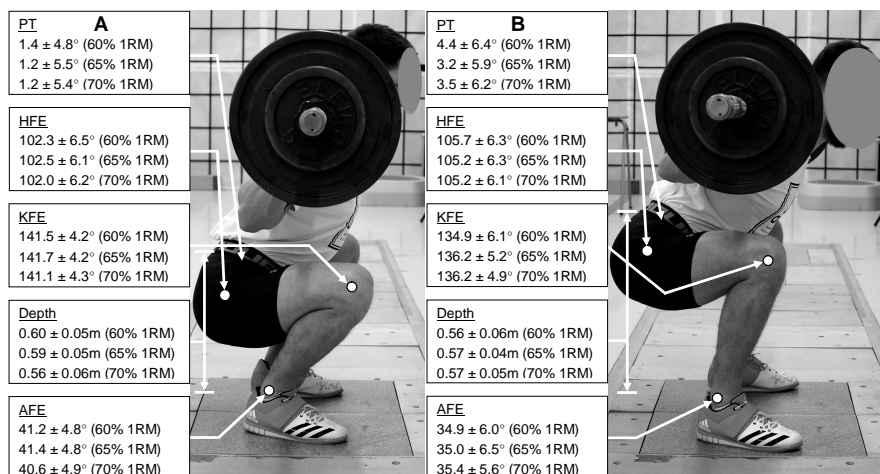 A
PT
1.4 ± 4.8° (60% 1RM)
1.2 ± 5.5° (65% 1RM)
1.2 ± 5.4° (70% 1RM)
HFE
102.3 ± 6.5° (60% 1RM)
102.5 ± 6.1° (65% 1RM)
102.0 ± 6.2° (70% 1RM)
KFE
141.5 ± 4.2° (60% 1RM)
141.7 ± 4.2° (65% 1RM)
141.1 ± 4.3° (70% 1RM)
Depth
0.60 ± 0.05m (60% 1RM)
0.59 ± 0.05m (65% 1RM)
0.56 ± 0.06m (70% 1RM)
AFE
41.2 ± 4.8° (60% 1RM)
41.4 ± 4.8° (65% 1RM)
40.6 ± 4.9° (70% 1RM)
ELEIKO
B
PT
4.4 ± 6.4° (60% 1RM)
3.2 ± 5.9° (65% 1RM)
3.5 ± 6.2° (70% 1RM)
HFE
105.7 ± 6.3° (60% 1RM)
105.2 ± 6.3° (65% 1RM)
105.2 ± 6.1° (70% 1RM)
KFE
134.9 ± 6.1° (60% 1RM)
136.2 ± 5.2° (65% 1RM)
136.2 ± 4.9° (70% 1RM)
Depth
0.56 ± 0.06m (60% 1RM)
0.57 ± 0.04m (65% 1RM)
0.57 ± 0.05m (70% 1RM)
AFE
34.9 ± 6.0° (60% 1RM)
35.0 ± 6.5° (65% 1RM)
35.4 ± 5.6° (70% 1RM)
ELEIKO